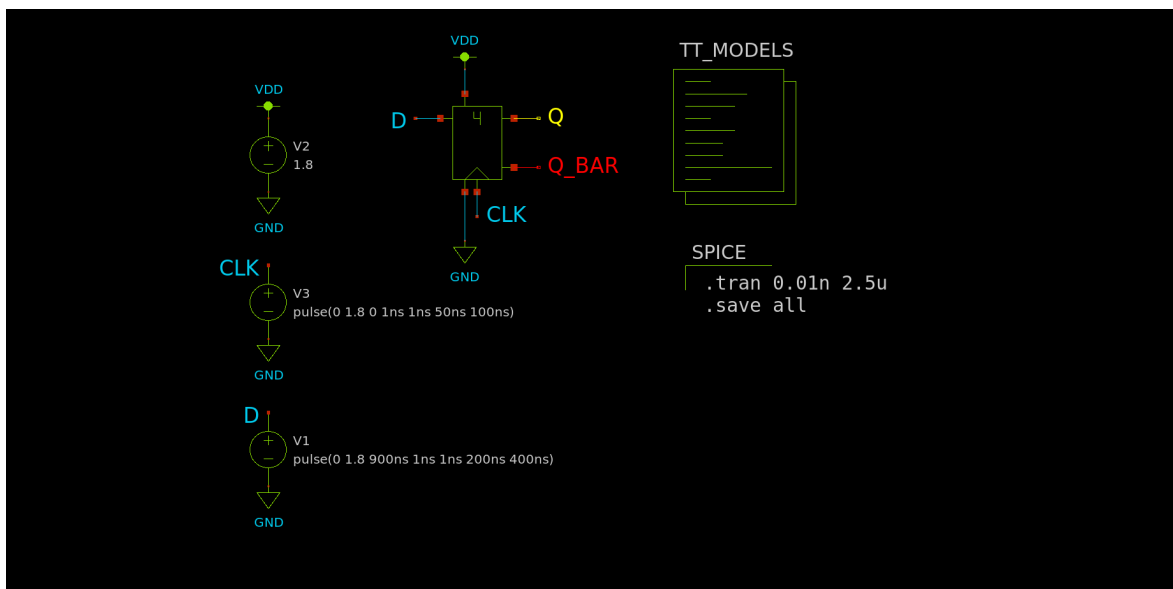 VDD
TT_MODELS
VDD
D
4
Q
V2
1.8
Q_BAR
CLK
GND
GND
SPICE
.tran 0.01n 2.5u
.save all
CLK
V3
pulse(0 1.8 0 1ns 1ns 50ns 100ns)
GND
D
V1
pulse(0 1.8 900ns 1ns 1ns 200ns 400ns)
GND